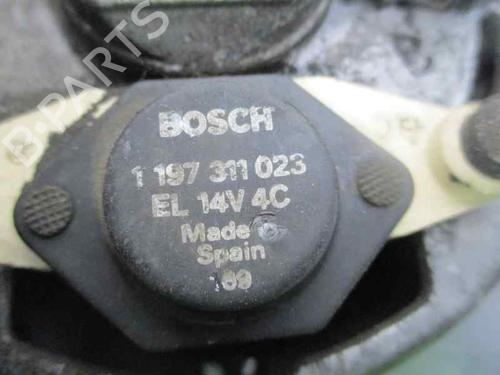 BOSCH
1 197 311 023
EL 14V 4C
Made
Spain
B-PARTS